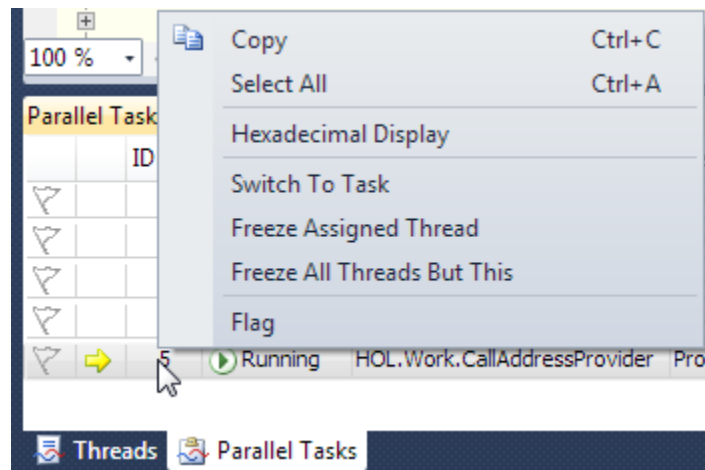 100 %
Copy Ctrl+C
Select All Ctrl+A
Parallel Task
Hexadecimal Display
ID
Switch To Task
Freeze Assigned Thread
Freeze All Threads But This
Flag
5 Running HOL.Work.CallAddressProvider Pro
Threads Parallel Tasks